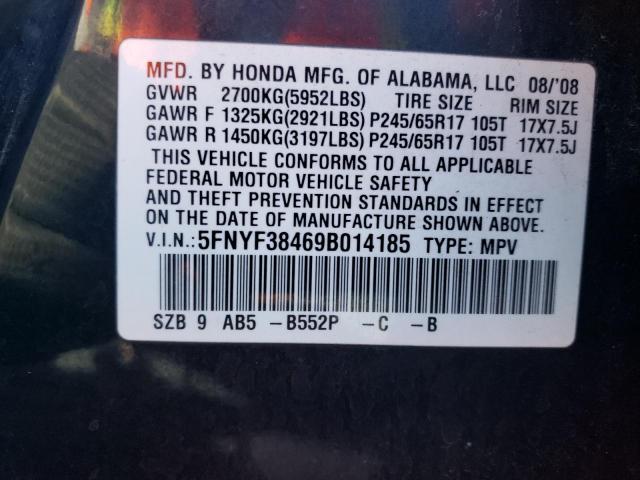 MFD. BY HONDA MFG. OF ALABAMA, LLC 08/'08
GVWR 2700KG(5952LBS) TIRE SIZE RIM SIZE
GAWR F 1325KG(2921LBS) P245/65R17 105T 17X7.5J
GAWR R 1450KG(3197LBS) P245/65R17 105T 17X7.5J
THIS VEHICLE CONFORMS TO ALL APPLICABLE
FEDERAL MOTOR VEHICLE SAFETY
AND THEFT PREVENTION STANDARDS IN EFFECT
ON THE DATE OF MANUFACTURE SHOWN ABOVE.
V.I.N.: 5FNYF38469B014185 TYPE: MPV
SZB 9 AB5 -B552P -C -B